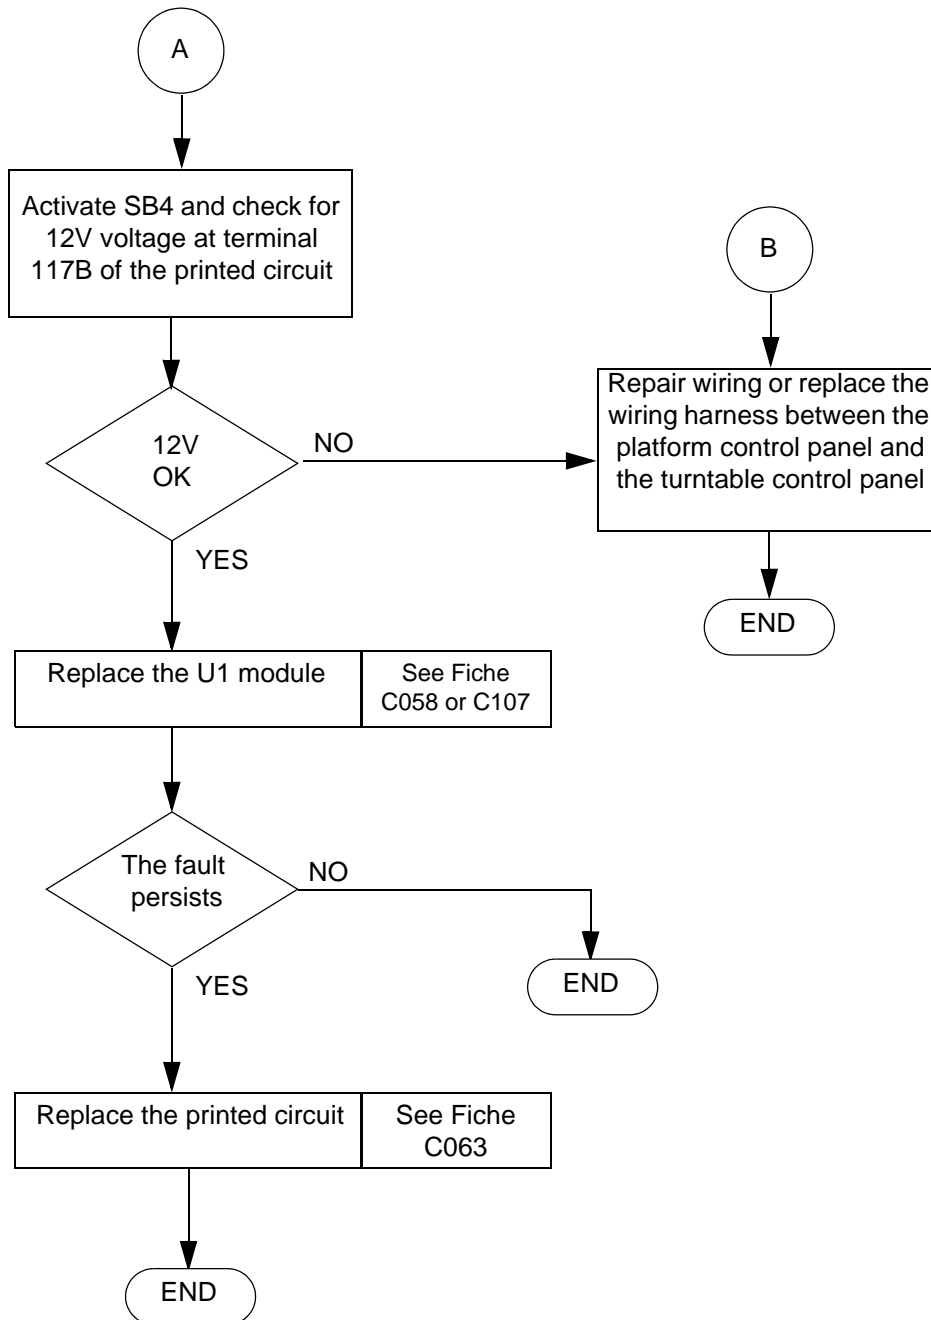 A
Activate SB4 and check for
12V voltage at terminal
117B of the printed circuit
B
Repair wiring or replace the
wiring harness between the
platform control panel and
the turntable control panel
12V
OK
NO
YES
END
Replace the U1 module
See Fiche
C058 or C107
The fault
persists
NO
YES
END
Replace the printed circuit
See Fiche
C063
END